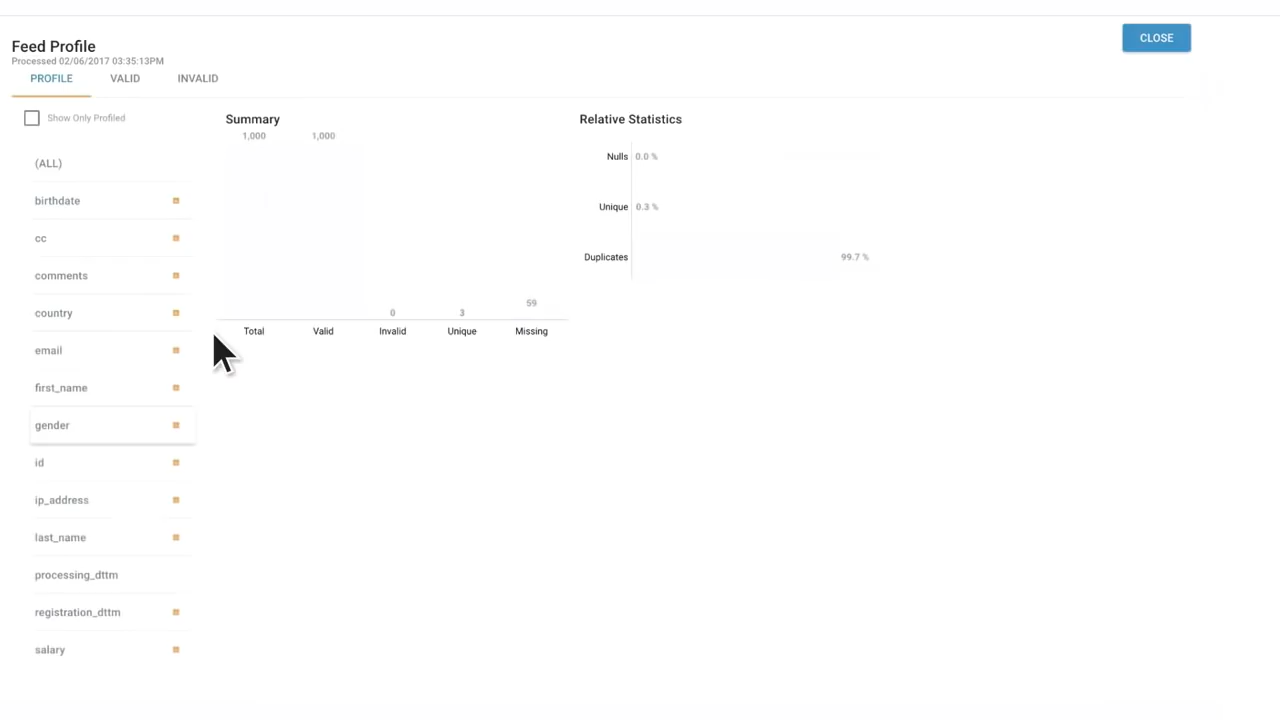 Feed Profile
CLOSE
Processed 02/06/2017 03:35:13PM
PROFILE VALID INVALID
Show Only Profiled
(ALL)
birthdate
cc
comments
country
email
first_name
gender
id
ip_address
last_name
processing_dttm
registration_dttm
salary
Summary
1,000 1,000
0 3 59
Total Valid Invalid Unique Missing
Relative Statistics
Nulls 0.0 %
Unique 0.3 %
Duplicates 99.7 %